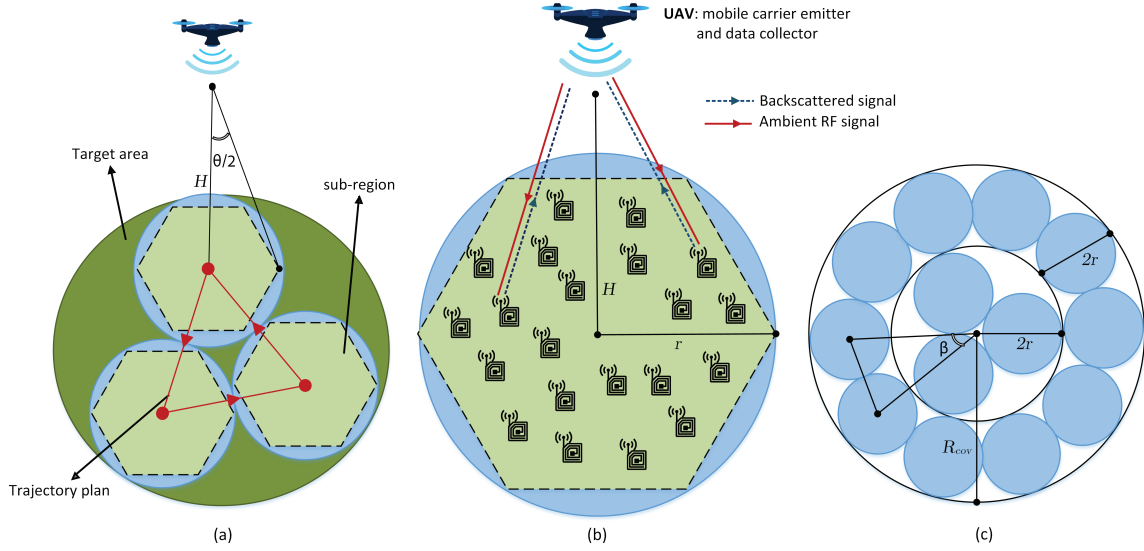 UAV: mobile carrier emitter
and data collector
Backscattered signal
Ambient RF signal
Target area
θ/2
H
sub-region
Trajectory plan
(a)
H
r
(b)
2r
β
2r
R_cov
(c)